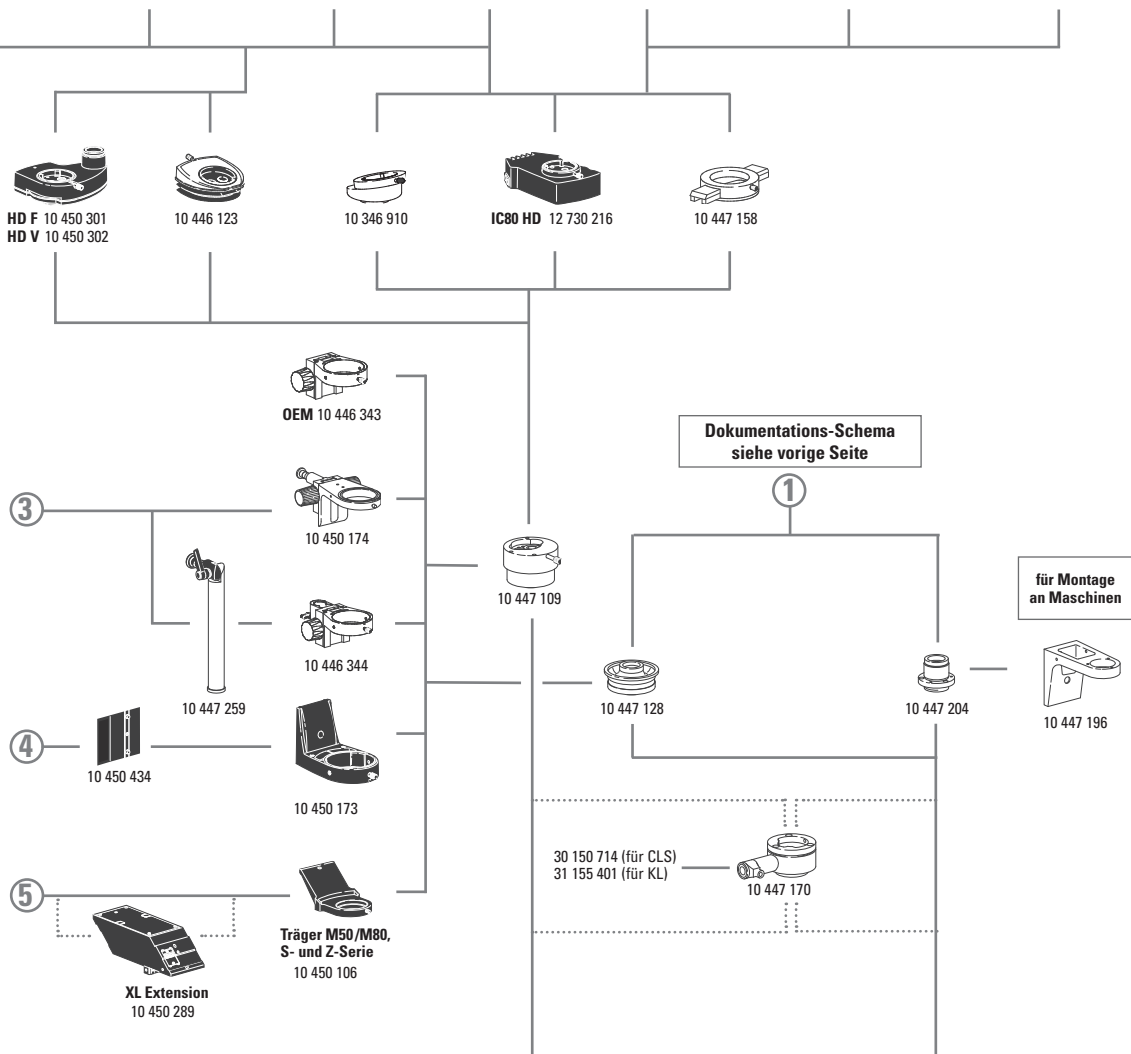 HD F 10 450 301
HD V 10 450 302
10 446 123
10 346 910
IC80 HD 12 730 216
10 447 158
OEM 10 446 343
Dokumentations-Schema
siehe vorige Seite
1
3
10 450 174
10 447 109
für Montage
an Maschinen
10 446 344
10 447 259
10 447 128
10 447 204
10 447 196
4
10 450 434
10 450 173
30 150 714 (für CLS)
31 155 401 (für KL)
10 447 170
5
Träger M50/M80,
S- und Z-Serie
10 450 106
XL Extension
10 450 289